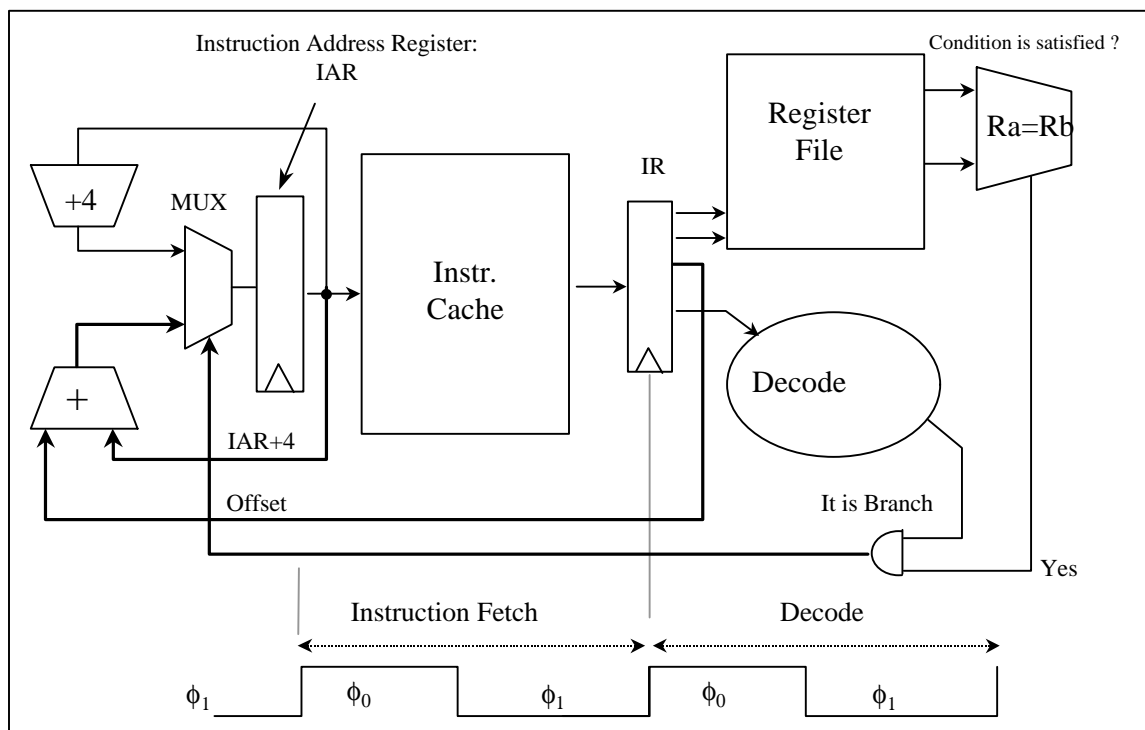 Instruction Address Register:
IAR
Condition is satisfied ?
Register
File
Ra=Rb
+4
MUX
IR
Instr.
Cache
Decode
+
IAR+4
Offset
It is Branch
Yes
Instruction Fetch
Decode
ϕ1 ϕ0 ϕ1 ϕ0 ϕ1